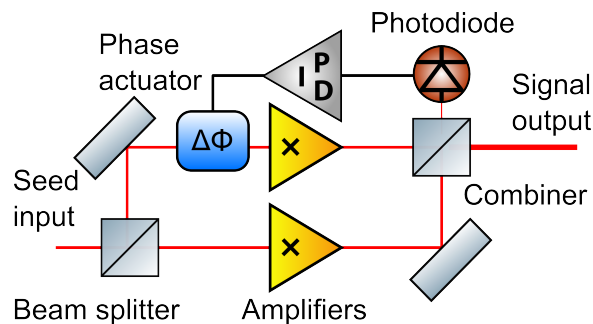 Phase
actuator
Photodiode
I P
D
Signal
output
ΔΦ
×
Seed
input
Combiner
×
Beam splitter
Amplifiers